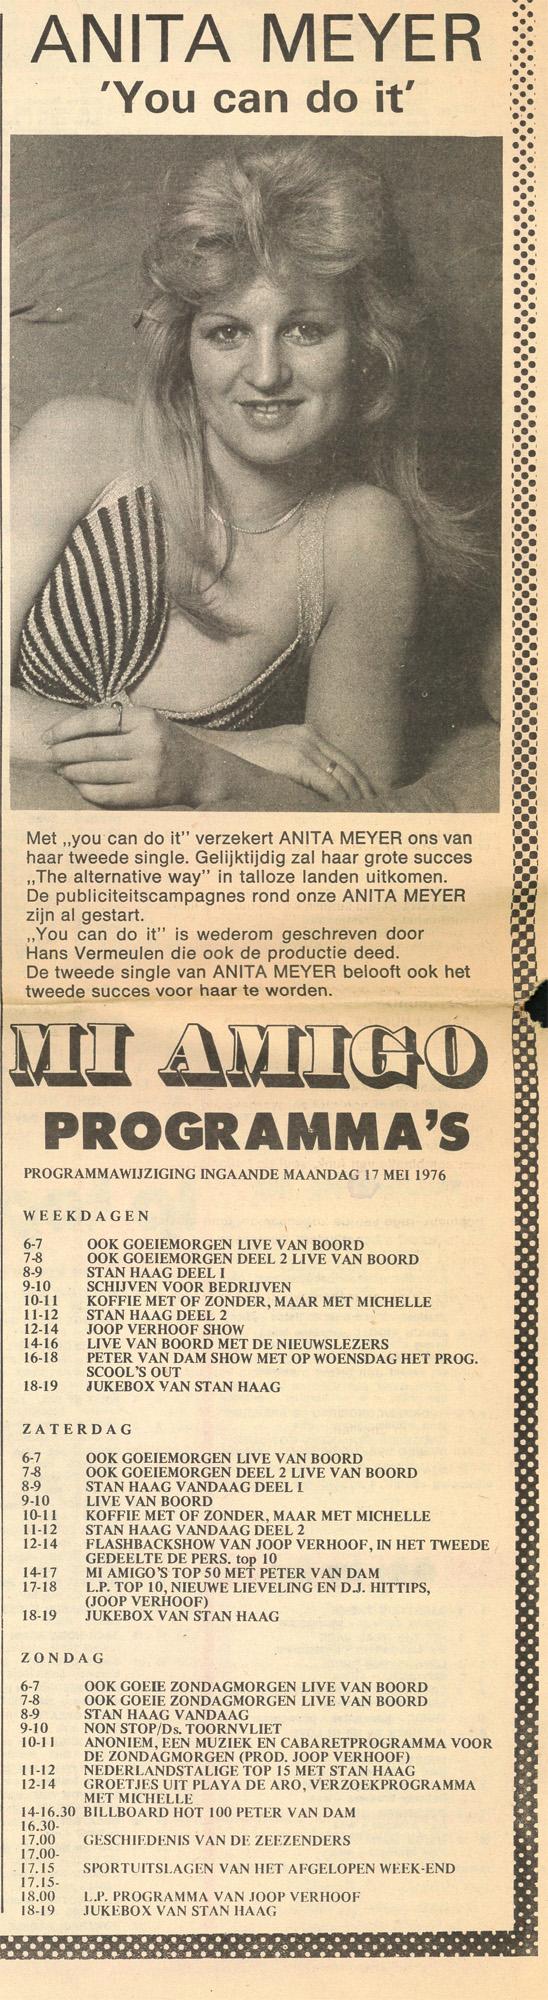 ANITA MEYER
'You can do it'
Met „you can do it” verzekert ANITA MEYER ons van
haar tweede single. Gelijktijdig zal haar grote succes
„The alternative way” in talloze landen uitkomen.
De publiciteitscampagnes rond onze ANITA MEYER
zijn al gestart.
„You can do it” is wederom geschreven door
Hans Vermeulen die ook de productie deed.
De tweede single van ANITA MEYER belooft ook het
tweede succes voor haar te worden.
MI AMIGO
PROGRAMMA'S
PROGRAMMAWIJZIGING INGAANDE MAANDAG 17 MEI 1976
WEEKDAGEN
6-7 OOK GOEIEMORGEN LIVE VAN BOORD
7-8 OOK GOEIEMORGEN DEEL 2 LIVE VAN BOORD
8-9 STAN HAAG DEEL I
9-10 SCHIJVEN VOOR BEDRIJVEN
10-11 KOFFIE MET OF ZONDER, MAAR MET MICHELLE
11-12 STAN HAAG DEEL 2
12-14 JOOP VERHOOF SHOW
14-16 LIVE VAN BOORD MET DE NIEUWSLEZERS
16-18 PETER VAN DAM SHOW MET OP WOENSDAG HET PROG.
SCOOL'S OUT
18-19 JUKEBOX VAN STAN HAAG
ZATERDAG
6-7 OOK GOEIEMORGEN LIVE VAN BOORD
7-8 OOK GOEIEMORGEN DEEL 2 LIVE VAN BOORD
8-9 STAN HAAG VANDAAG DEEL I
9-10 LIVE VAN BOORD
10-11 KOFFIE MET OF ZONDER, MAAR MET MICHELLE
11-12 STAN HAAG VANDAAG DEEL 2
12-14 FLASHBACKSHOW VAN JOOP VERHOOF, IN HET TWEEDE
GEDEELTE DE PERS. top 10
14-17 MI AMIGO'S TOP 50 MET PETER VAN DAM
17-18 L.P. TOP 10, NIEUWE LIEVELING EN D.J. HITTIPS,
(JOOP VERHOOF)
18-19 JUKEBOX VAN STAN HAAG
ZONDAG
6-7 OOK GOEIE ZONDAGMORGEN LIVE VAN BOORD
7-8 OOK GOEIE ZONDAGMORGEN LIVE VAN BOORD
8-9 STAN HAAG VANDAAG
9-10 NON STOP/Ds. TOORNVLIET
10-11 ANONIEM, EEN MUZIEK EN CABARETPROGRAMMA VOOR
DE ZONDAGMORGEN (PROD. JOOP VERHOOF)
11-12 NEDERLANDSTALIGE TOP 15 MET STAN HAAG
12-14 GROETJES UIT PLAYA DE ARO, VERZOEKPROGRAMMA
MET MICHELLE
14-16.30 BILLBOARD HOT 100 PETER VAN DAM
16.30-
17.00 GESCHIEDENIS VAN DE ZEEZENDERS
17.00-
17.15 SPORTUITSLAGEN VAN HET AFGELOPEN WEEK-END
17.15-
18.00 L.P. PROGRAMMA VAN JOOP VERHOOF
18-19 JUKEBOX VAN STAN HAAG